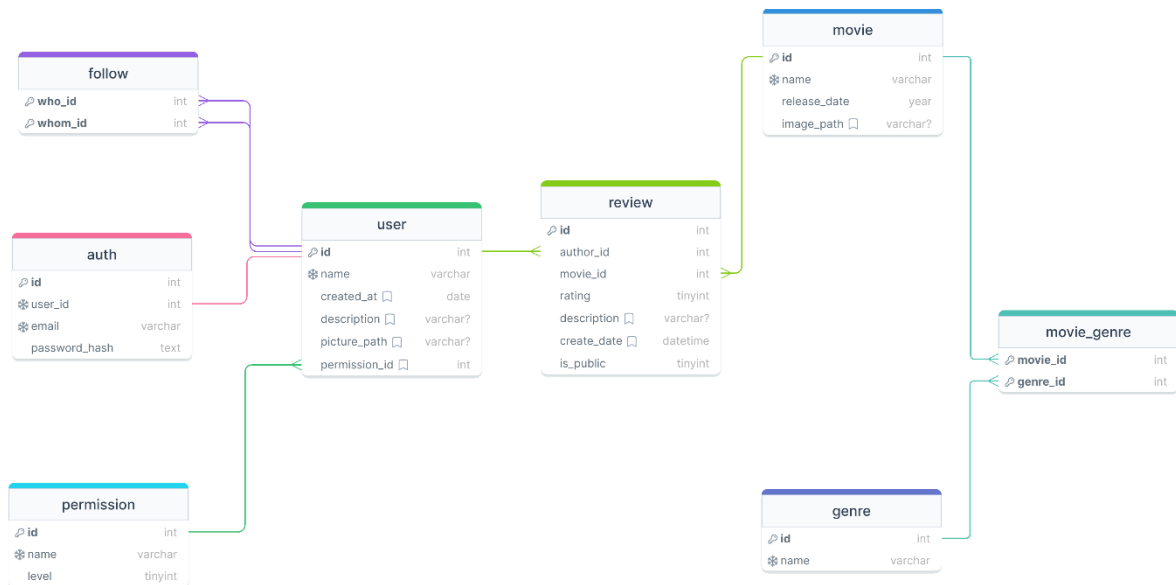 follow
who_id int
whom_id int
auth
id int
user_id int
email varchar
password_hash text
permission
id int
name varchar
level tinyint
user
id int
name varchar
created_at date
description varchar?
picture_path varchar?
permission_id int
review
id int
author_id int
movie_id int
rating tinyint
description varchar?
create_date datetime
is_public tinyint
movie
id int
name varchar
release_date year
image_path varchar?
genre
id int
name varchar
movie_genre
movie_id int
genre_id int